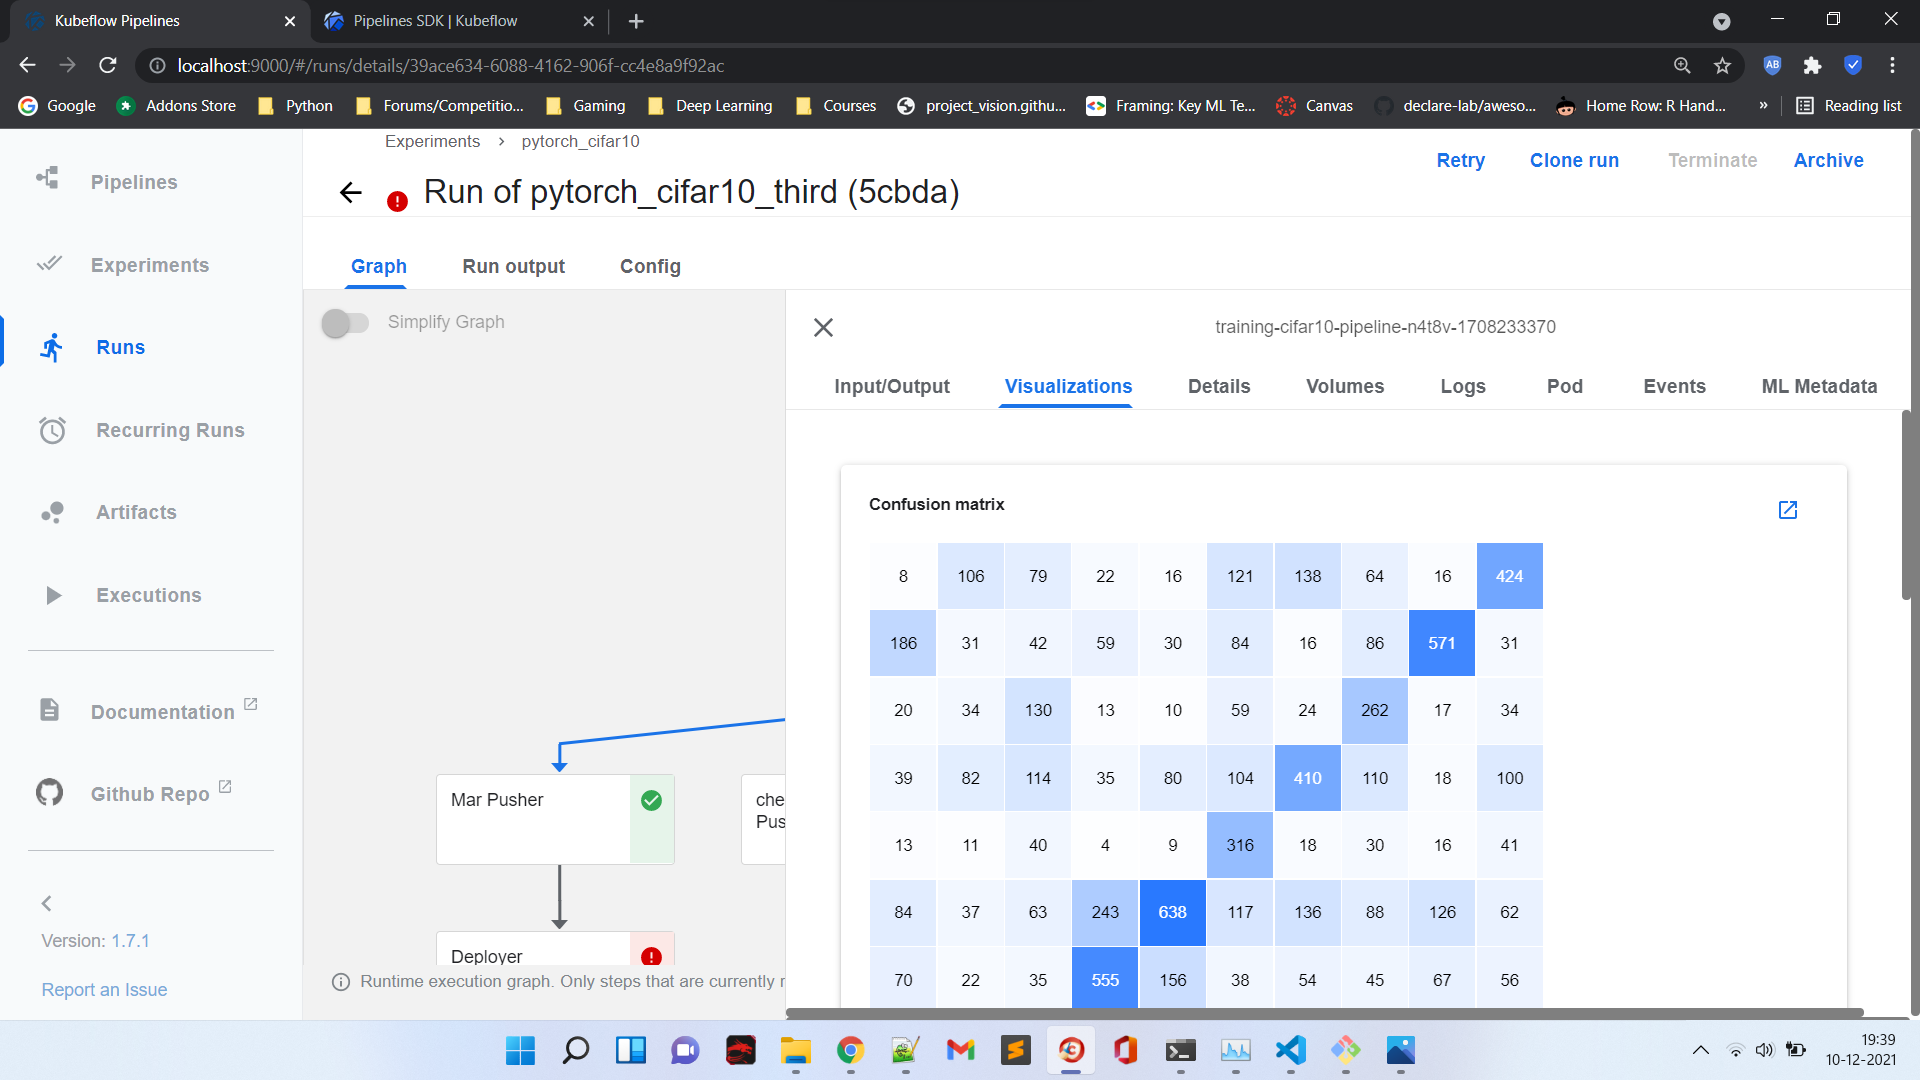 Kubeflow Pipelines
Pipelines SDK | Kubeflow
localhost:9000/#/runs/details/39ace634-6088-4162-906f-cc4e8a9f92ac
AB
Google
Addons Store
Python
Forums/Competitio...
Gaming
Deep Learning
Courses
project_vision.githu...
Framing: Key ML Te...
Canvas
declare-lab/aweso...
Home Row: R Hand...
»
Reading list
Pipelines
Experiments
Runs
Recurring Runs
Artifacts
Executions
Documentation
Github Repo
Version: 1.7.1
Report an Issue
Experiments > pytorch_cifar10
Run of pytorch_cifar10_third (5cbda)
Retry
Clone run
Terminate
Archive
Graph
Run output
Config
Simplify Graph
Mar Pusher
che
Pus
Deployer
Runtime execution graph. Only steps that are currently r
training-cifar10-pipeline-n4t8v-1708233370
Input/Output
Visualizations
Details
Volumes
Logs
Pod
Events
ML Metadata
Confusion matrix
8 106 79 22 16 121 138 64 16 424
186 31 42 59 30 84 16 86 571 31
20 34 130 13 10 59 24 262 17 34
39 82 114 35 80 104 410 110 18 100
13 11 40 4 9 316 18 30 16 41
84 37 63 243 638 117 136 88 126 62
70 22 35 555 156 38 54 45 67 56
19:39
10-12-2021